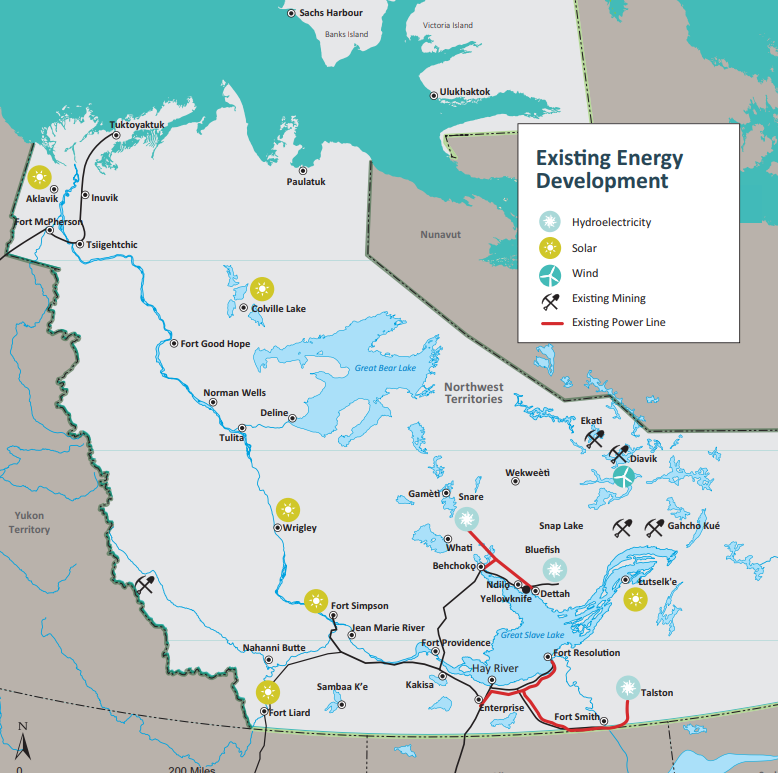 Sachs Harbour
Banks Island
Victoria Island
Ulukhaktok
Tuktoyaktuk
Existing Energy
Development
Hydroelectricity
Solar
Wind
Existing Mining
Existing Power Line
Paulatuk
Aklavik
Inuvik
Fort McPherson
Tsiigehtchic
Nunavut
Colville Lake
Fort Good Hope
Great Bear Lake
Norman Wells
Northwest
Territories
Deline
Tulita
Ekati
Diavik
Wekweètì
Gamètì
Snare
Yukon
Territory
Wrigley
Snap Lake
Gahcho Kué
Whatì
Bluefish
Behchokǫ
Ndilǫ
Łutselk'e
Yellowknife
Dettah
Fort Simpson
Jean Marie River
Great Slave Lake
Nahanni Butte
Fort Providence
Fort Resolution
Hay River
Kakisa
Sambaa K'e
Talston
Enterprise
Fort Liard
Fort Smith
N
0
200 Miles